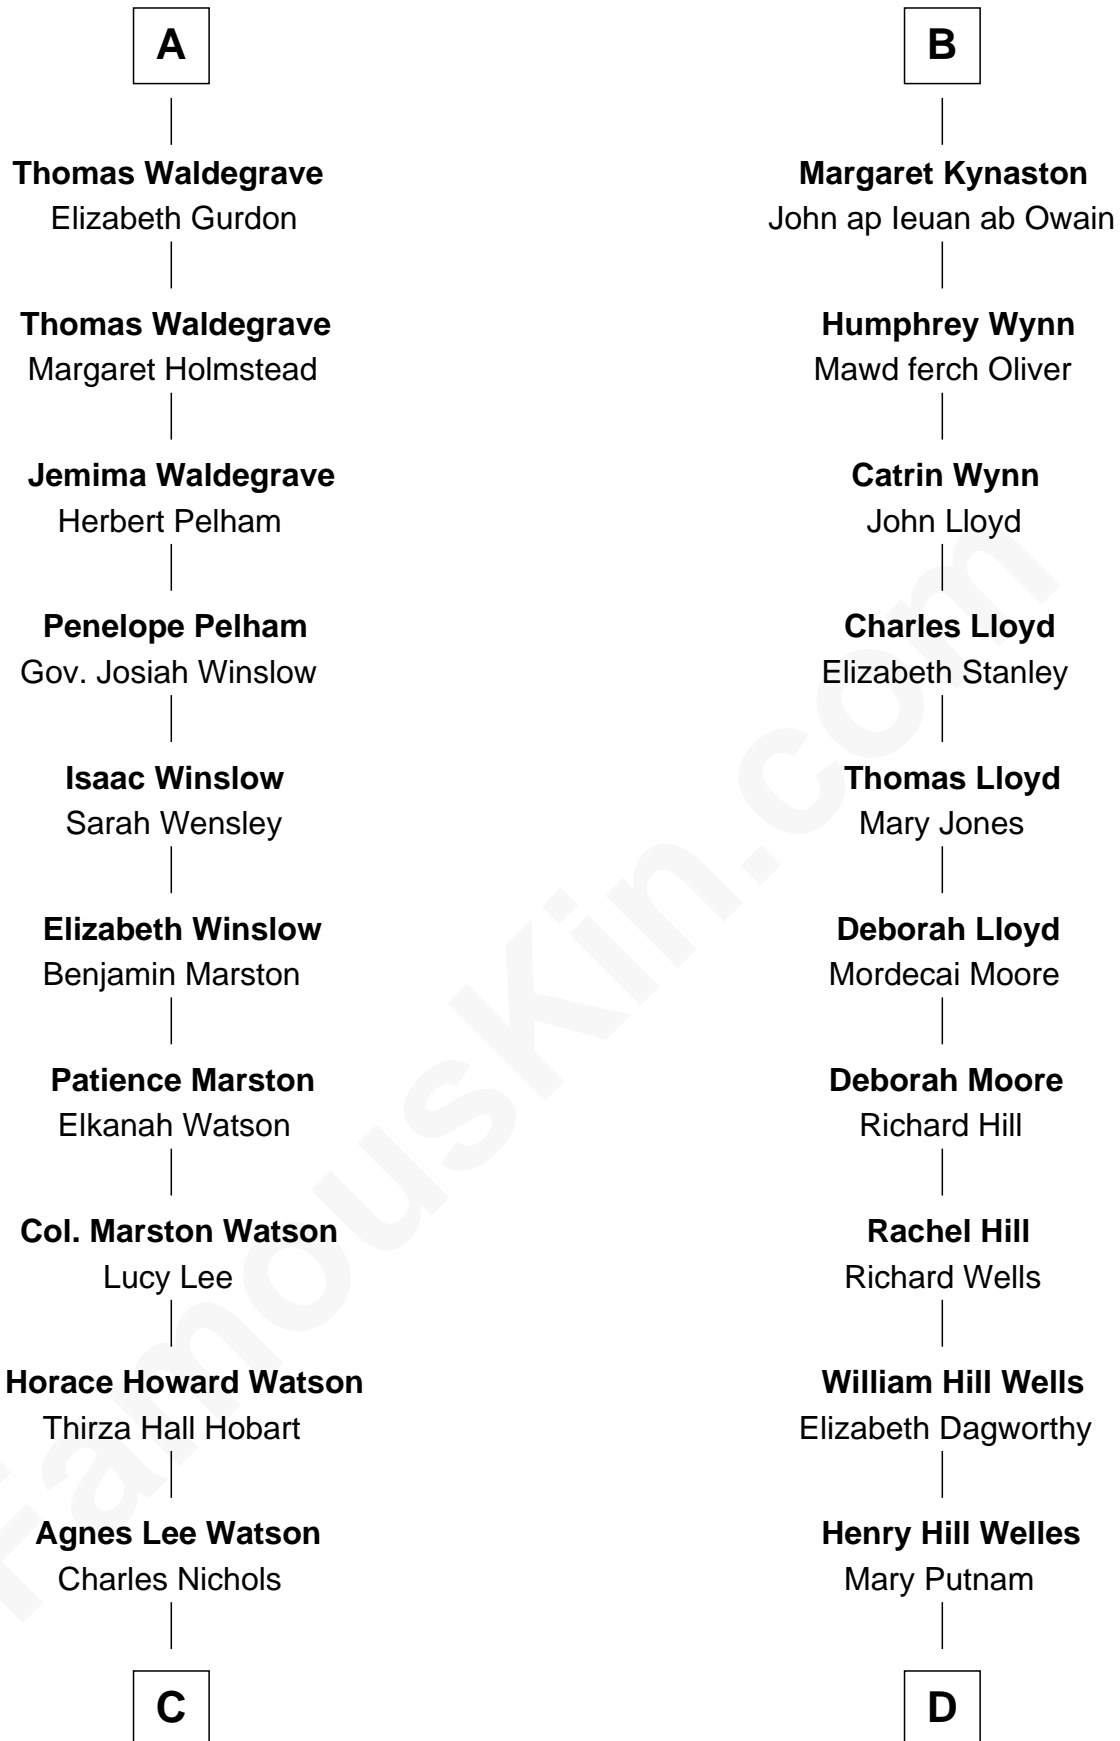 A
Thomas Waldegrave
Elizabeth Gurdon
Thomas Waldegrave
Margaret Holmstead
Jemima Waldegrave
Herbert Pelham
Penelope Pelham
Gov. Josiah Winslow
Isaac Winslow
Sarah Wensley
Elizabeth Winslow
Benjamin Marston
Patience Marston
Elkanah Watson
Col. Marston Watson
Lucy Lee
Horace Howard Watson
Thirza Hall Hobart
Agnes Lee Watson
Charles Nichols
C
B
Margaret Kynaston
John ap Ieuan ab Owain
Humphrey Wynn
Mawd ferch Oliver
Catrin Wynn
John Lloyd
Charles Lloyd
Elizabeth Stanley
Thomas Lloyd
Mary Jones
Deborah Lloyd
Mordecai Moore
Deborah Moore
Richard Hill
Rachel Hill
Richard Wells
William Hill Wells
Elizabeth Dagworthy
Henry Hill Welles
Mary Putnam
D
FamousKin.com